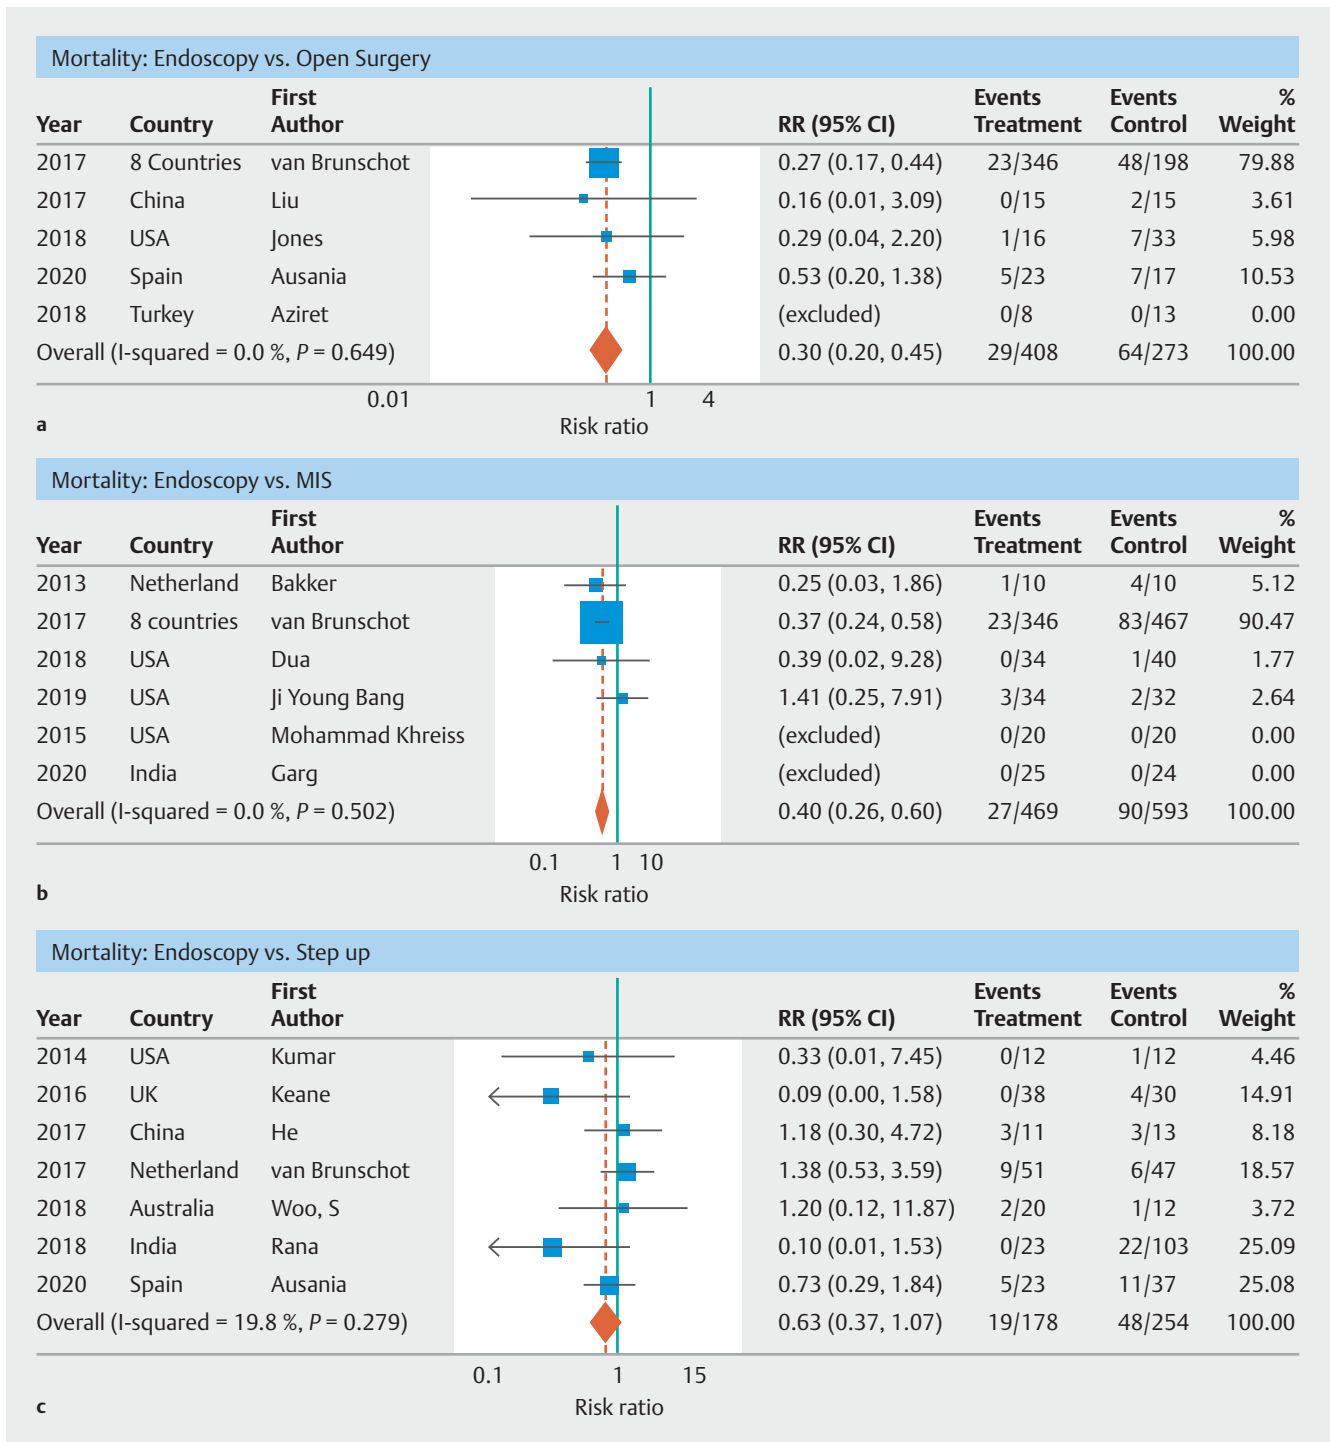 Mortality: Endoscopy vs. Open Surgery
Year Country First Author RR (95% CI) Events Treatment Events Control % Weight
2017 8 Countries van Brunschot 0.27 (0.17, 0.44) 23/346 48/198 79.88
2017 China Liu 0.16 (0.01, 3.09) 0/15 2/15 3.61
2018 USA Jones 0.29 (0.04, 2.20) 1/16 7/33 5.98
2020 Spain Ausania 0.53 (0.20, 1.38) 5/23 7/17 10.53
2018 Turkey Aziret (excluded) 0/8 0/13 0.00
Overall (I-squared = 0.0 %, P = 0.649) 0.30 (0.20, 0.45) 29/408 64/273 100.00
0.01 1 4
a Risk ratio
Mortality: Endoscopy vs. MIS
Year Country First Author RR (95% CI) Events Treatment Events Control % Weight
2013 Netherland Bakker 0.25 (0.03, 1.86) 1/10 4/10 5.12
2017 8 countries van Brunschot 0.37 (0.24, 0.58) 23/346 83/467 90.47
2018 USA Dua 0.39 (0.02, 9.28) 0/34 1/40 1.77
2019 USA Ji Young Bang 1.41 (0.25, 7.91) 3/34 2/32 2.64
2015 USA Mohammad Khreiss (excluded) 0/20 0/20 0.00
2020 India Garg (excluded) 0/25 0/24 0.00
Overall (I-squared = 0.0 %, P = 0.502) 0.40 (0.26, 0.60) 27/469 90/593 100.00
0.1 1 10
b Risk ratio
Mortality: Endoscopy vs. Step up
Year Country First Author RR (95% CI) Events Treatment Events Control % Weight
2014 USA Kumar 0.33 (0.01, 7.45) 0/12 1/12 4.46
2016 UK Keane 0.09 (0.00, 1.58) 0/38 4/30 14.91
2017 China He 1.18 (0.30, 4.72) 3/11 3/13 8.18
2017 Netherland van Brunschot 1.38 (0.53, 3.59) 9/51 6/47 18.57
2018 Australia Woo, S 1.20 (0.12, 11.87) 2/20 1/12 3.72
2018 India Rana 0.10 (0.01, 1.53) 0/23 22/103 25.09
2020 Spain Ausania 0.73 (0.29, 1.84) 5/23 11/37 25.08
Overall (I-squared = 19.8 %, P = 0.279) 0.63 (0.37, 1.07) 19/178 48/254 100.00
0.1 1 15
c Risk ratio